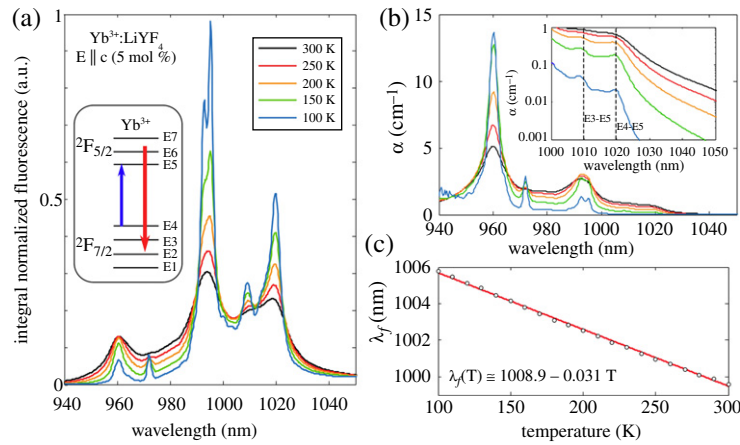 (a)
Yb³⁺:LiYF₄
E ∥ c (5 mol %)
300 K
250 K
200 K
150 K
100 K
Yb³⁺
²F₅/₂
E7
E6
E5
²F₇/₂
E4
E3
E2
E1
integral normalized fluorescence (a.u.)
1
0.5
0
940 960 980 1000 1020
wavelength (nm)
(b)
α (cm⁻¹)
15
10
5
0
940 960 980 1000 1020 1040
wavelength (nm)
α (cm⁻¹)
1
0.1
0.01
0.001
E3-E5
E4-E5
1000 1010 1020 1030 1040 1050
wavelength (nm)
(c)
λf (nm)
1006
1004
1002
1000
λf(T) ≅ 1008.9 – 0.031 T
100 150 200 250 300
temperature (K)